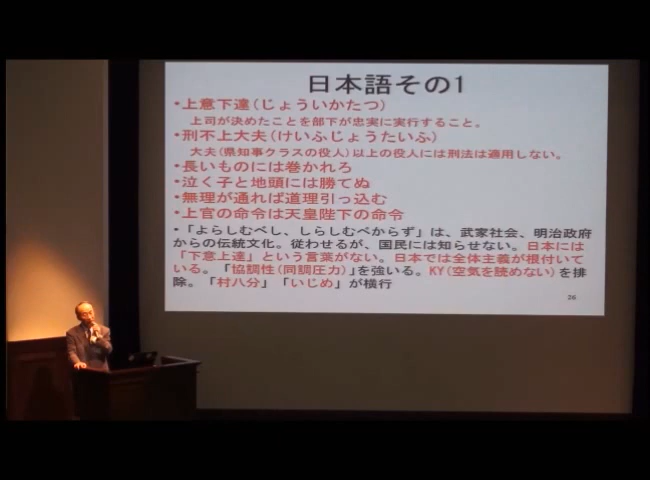 日本語その1
・上意下達(じょういかたつ)
上司が決めたことを部下が忠実に実行すること。
・刑不上大夫(けいふじょうたいふ)
大夫(県知事クラスの役人)以上の役人には刑法は適用しない。
・長いものには巻かれろ
・泣く子と地頭には勝てぬ
・無理が通れば道理引っ込む
・上官の命令は天皇陛下の命令
・「よらしむべし、しらしむべからず」は、武家社会、明治政府
からの伝統文化。従わせるが、国民には知らせない。日本には
「下意上達」という言葉がない。日本では全体主義が根付いて
いる。「協調性(同調圧力)」を強いる。KY(空気を読めない)を排
除。「村八分」「いじめ」が横行
26